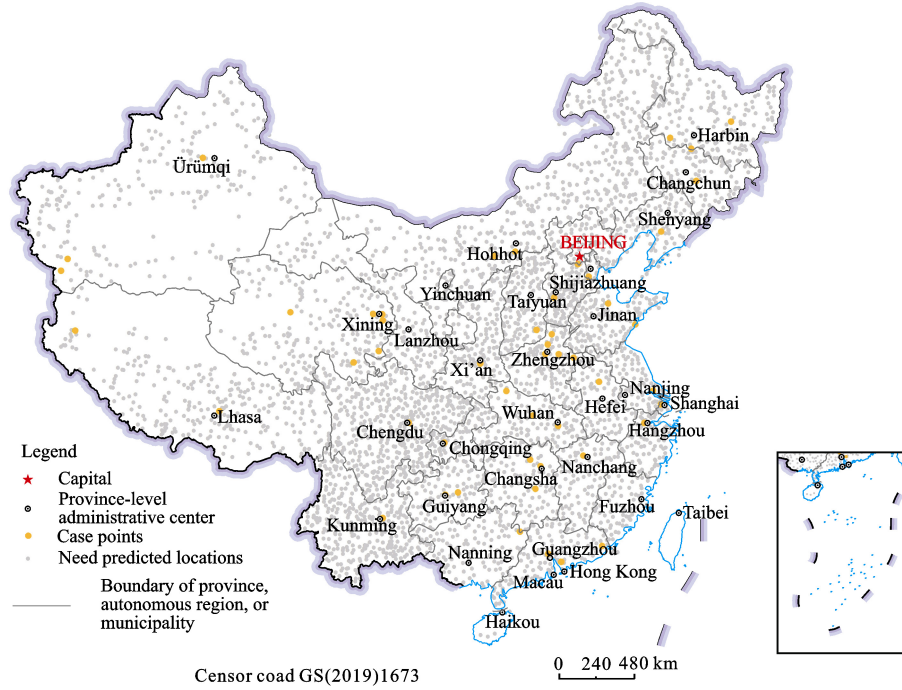 Harbin
Ürümqi
Changchun
Shenyang
BEIJING
Hohhot
Shijiazhuang
Yinchuan
Taiyuan
Jinan
Xining
Lanzhou
Zhengzhou
Xi'an
Nanjing
Hefei
Shanghai
Wuhan
Lhasa
Chengdu
Hangzhou
Chongqing
Nanchang
Changsha
Guiyang
Fuzhou
Taibei
Kunming
Nanning
Guangzhou
Hong Kong
Macau
Haikou
Legend
Capital
Province-level
administrative center
Case points
Need predicted locations
Boundary of province,
autonomous region, or
municipality
Censor coad GS(2019)1673
0 240 480 km